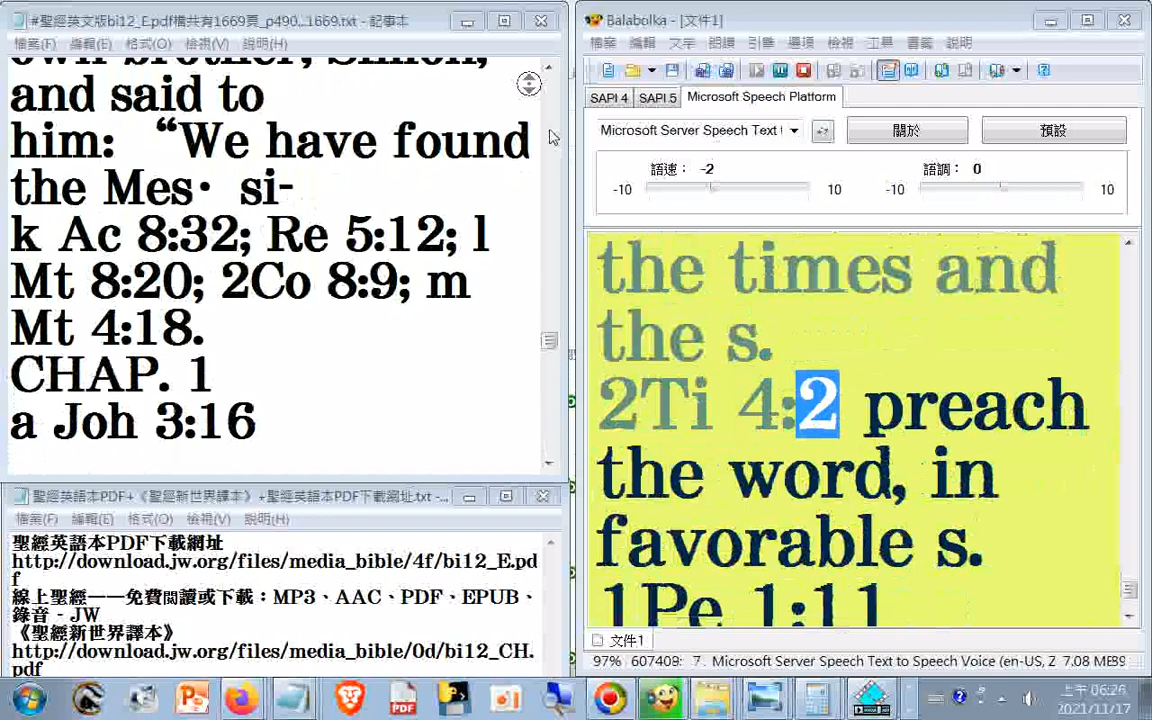 #聖經英文版bi12_E.pdf橫共有1669頁_p490,..1669.txt - 記事本
檔案(F) 編輯(E) 格式(O) 檢視(V) 說明(H)
own brother, Simon,
and said to
him: “We have found
the Mes· si-
k Ac 8:32; Re 5:12; l
Mt 8:20; 2Co 8:9; m
Mt 4:18.
CHAP. 1
a Joh 3:16
聖經英語本PDF+《聖經新世界譯本》+聖經英語本PDF下載網址.txt -...
檔案(F) 編輯(E) 格式(O) 檢視(V) 說明(H)
聖經英語本PDF下載網址
http://download.jw.org/files/media_bible/4f/bi12_E.pd
f
線上聖經——免費閱讀或下載：MP3、AAC、PDF、EPUB、
錄音 - JW
《聖經新世界譯本》
http://download.jw.org/files/media_bible/0d/bi12_CH.
pdf
Balabolka - [文件1]
檔案 編輯 文字 朗讀 引擎 選項 檢視 工具 書籤 說明
SAPI 4 SAPI 5 Microsoft Speech Platform
Microsoft Server Speech Text
關於 預設
語速： -2 語調： 0
-10 10 -10 10
the times and
the s.
2Ti 4:2 preach
the word, in
favorable s.
1Pe 1:11
文件1
97% 607409: 7. Microsoft Server Speech Text to Speech Voice (en-US, Z 7.08 ME
上午 06:26
2021/11/17